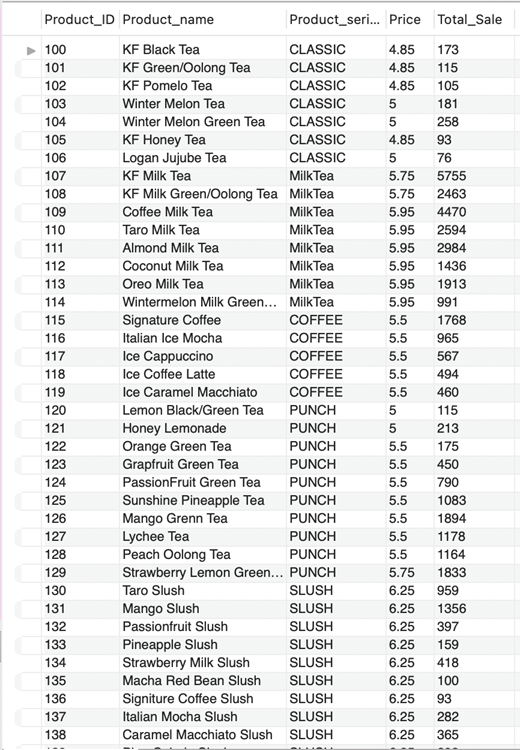 Product_ID Product_name Product_seri... Price Total_Sale
100 KF Black Tea CLASSIC 4.85 173
101 KF Green/Oolong Tea CLASSIC 4.85 115
102 KF Pomelo Tea CLASSIC 4.85 105
103 Winter Melon Tea CLASSIC 5 181
104 Winter Melon Green Tea CLASSIC 5 258
105 KF Honey Tea CLASSIC 4.85 93
106 Logan Jujube Tea CLASSIC 5 76
107 KF Milk Tea MilkTea 5.75 5755
108 KF Milk Green/Oolong Tea MilkTea 5.75 2463
109 Coffee Milk Tea MilkTea 5.95 4470
110 Taro Milk Tea MilkTea 5.95 2594
111 Almond Milk Tea MilkTea 5.95 2984
112 Coconut Milk Tea MilkTea 5.95 1436
113 Oreo Milk Tea MilkTea 5.95 1913
114 Wintermelon Milk Green... MilkTea 5.95 991
115 Signature Coffee COFFEE 5.5 1768
116 Italian Ice Mocha COFFEE 5.5 965
117 Ice Cappuccino COFFEE 5.5 567
118 Ice Coffee Latte COFFEE 5.5 494
119 Ice Caramel Macchiato COFFEE 5.5 460
120 Lemon Black/Green Tea PUNCH 5 115
121 Honey Lemonade PUNCH 5 213
122 Orange Green Tea PUNCH 5.5 175
123 Grapfruit Green Tea PUNCH 5.5 450
124 PassionFruit Green Tea PUNCH 5.5 790
125 Sunshine Pineapple Tea PUNCH 5.5 1083
126 Mango Grenn Tea PUNCH 5.5 1894
127 Lychee Tea PUNCH 5.5 1178
128 Peach Oolong Tea PUNCH 5.5 1164
129 Strawberry Lemon Green... PUNCH 5.75 1833
130 Taro Slush SLUSH 6.25 959
131 Mango Slush SLUSH 6.25 1356
132 Passionfruit Slush SLUSH 6.25 397
133 Pineapple Slush SLUSH 6.25 159
134 Strawberry Milk Slush SLUSH 6.25 418
135 Macha Red Bean Slush SLUSH 6.25 100
136 Signiture Coffee Slush SLUSH 6.25 93
137 Italian Mocha Slush SLUSH 6.25 282
138 Caramel Macchiato Slush SLUSH 6.25 365